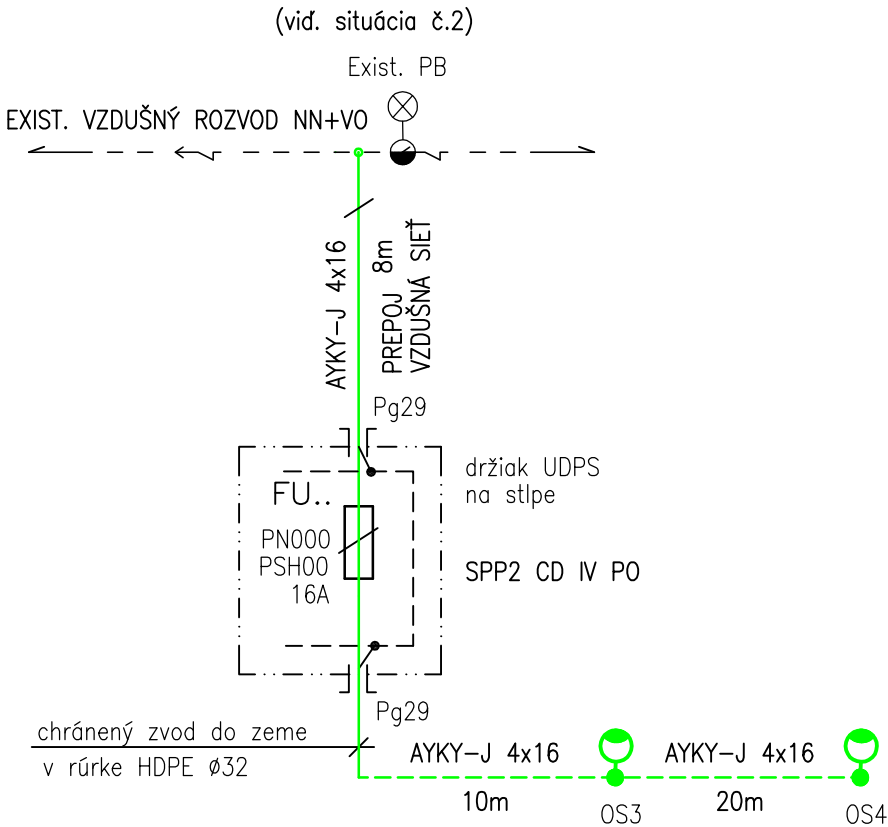 (viď. situácia č.2)
Exist. PB
EXIST. VZDUŠNÝ ROZVOD NN+VO
AYKY-J 4x16
8m
PREPOJ
VZDUŠNÁ SIEŤ
Pg29
držiak UDPS
na stlpe
FU..
PN000
PSH00
16A
SPP2 CD IV PO
Pg29
chránený zvod do zeme
v rúrke HDPE Ø32
AYKY-J 4x16
AYKY-J 4x16
10m
20m
OS3
OS4